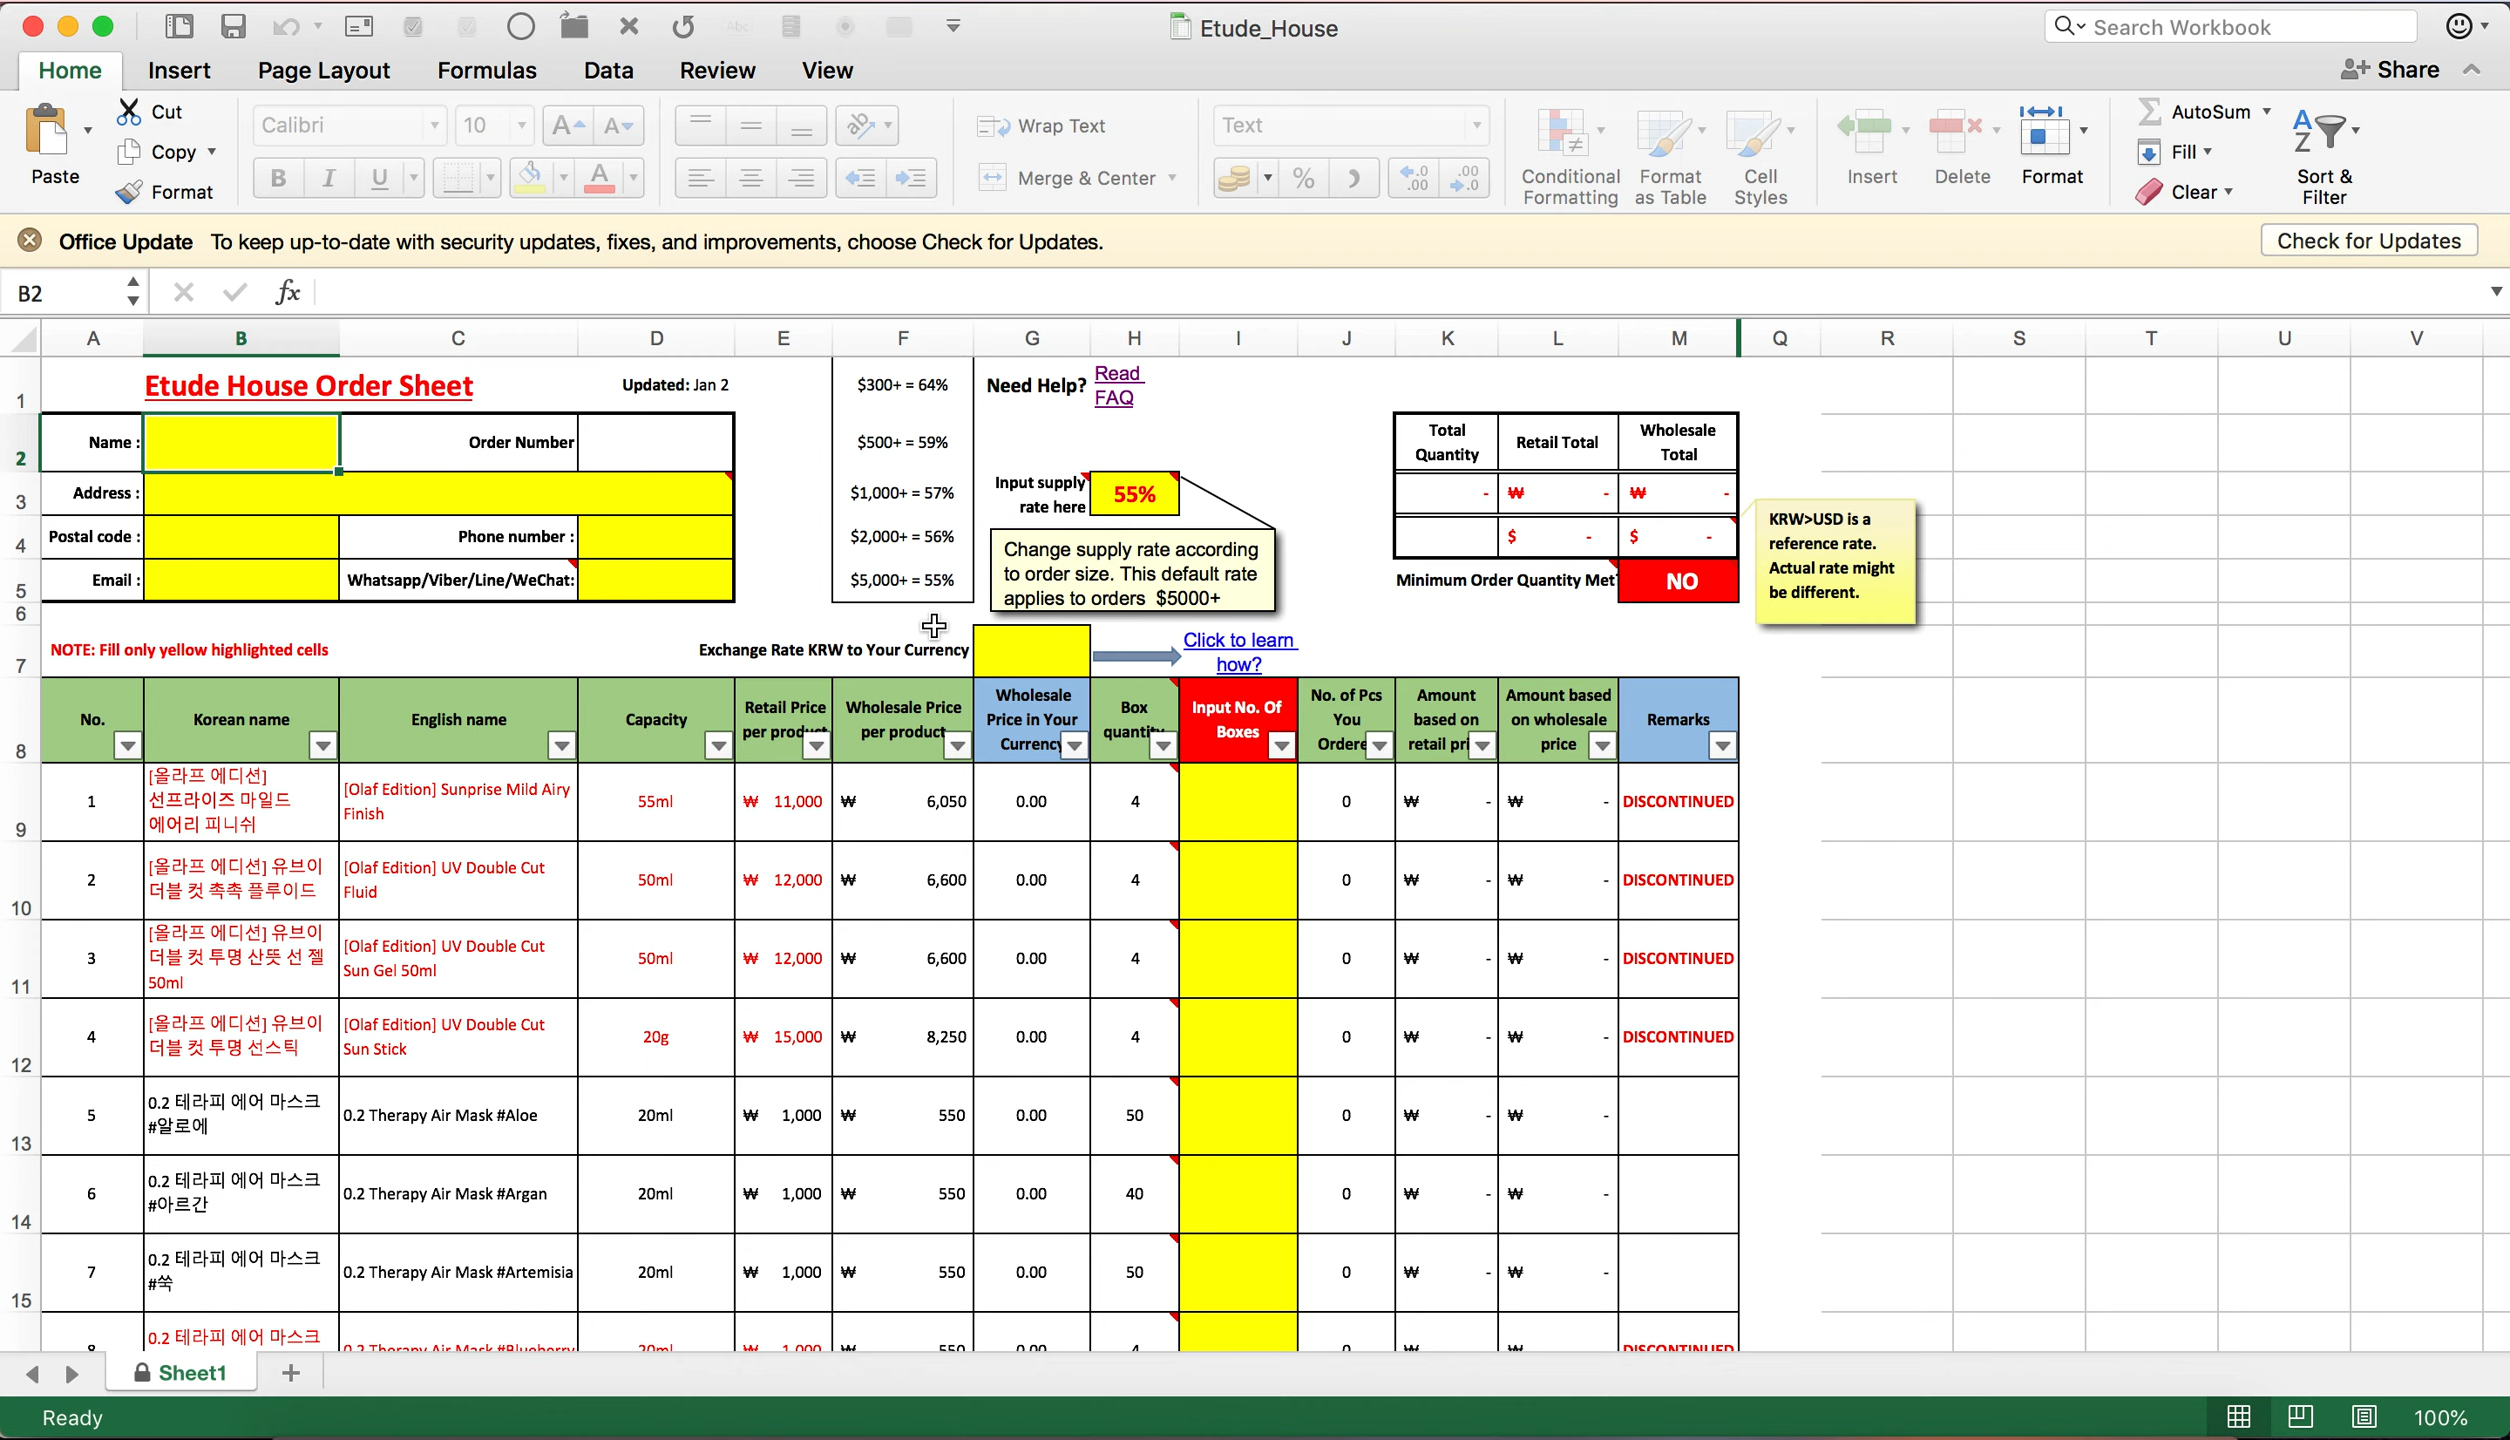 Etude_House
Search Workbook
Home Insert Page Layout Formulas Data Review View
Share
Paste
Cut
Copy
Format
Calibri 10
B I U
Wrap Text
Merge & Center
Text
Conditional Formatting
Format as Table
Cell Styles
Insert
Delete
Format
AutoSum
Fill
Clear
Sort & Filter
Office Update To keep up-to-date with security updates, fixes, and improvements, choose Check for Updates.
Check for Updates
B2 fx
A B C D E F G H I J K L M Q R S T U V
1 Etude House Order Sheet Updated: Jan 2 $300+ = 64% Need Help? Read FAQ
2 Name : Order Number $500+ = 59% Total Quantity Retail Total Wholesale Total
3 Address : $1,000+ = 57% Input supply rate here 55% - ₩ - ₩ -
4 Postal code : Phone number : $2,000+ = 56% $ - $ -
5 Email : Whatsapp/Viber/Line/WeChat: $5,000+ = 55% Minimum Order Quantity Met? NO
Change supply rate according
to order size. This default rate
applies to orders $5000+
KRW>USD is a
reference rate.
Actual rate might
be different.
6
7 NOTE: Fill only yellow highlighted cells Exchange Rate KRW to Your Currency Click to learn how?
8 No. Korean name English name Capacity Retail Price per product Wholesale Price per product Wholesale Price in Your Currency Box quantity Input No. Of Boxes No. of Pcs You Ordere Amount based on retail pri Amount based on wholesale price Remarks
9 1 [올라프 에디션] 선프라이즈 마일드 에어리 피니쉬 [Olaf Edition] Sunprise Mild Airy Finish 55ml ₩ 11,000 ₩ 6,050 0.00 4 0 ₩ - ₩ - DISCONTINUED
10 2 [올라프 에디션] 유브이 더블 컷 촉촉 플루이드 [Olaf Edition] UV Double Cut Fluid 50ml ₩ 12,000 ₩ 6,600 0.00 4 0 ₩ - ₩ - DISCONTINUED
11 3 [올라프 에디션] 유브이 더블 컷 투명 산뜻 선 젤 50ml [Olaf Edition] UV Double Cut Sun Gel 50ml 50ml ₩ 12,000 ₩ 6,600 0.00 4 0 ₩ - ₩ - DISCONTINUED
12 4 [올라프 에디션] 유브이 더블 컷 투명 선스틱 [Olaf Edition] UV Double Cut Sun Stick 20g ₩ 15,000 ₩ 8,250 0.00 4 0 ₩ - ₩ - DISCONTINUED
13 5 0.2 테라피 에어 마스크 #알로에 0.2 Therapy Air Mask #Aloe 20ml ₩ 1,000 ₩ 550 0.00 50 0 ₩ - ₩ -
14 6 0.2 테라피 에어 마스크 #아르간 0.2 Therapy Air Mask #Argan 20ml ₩ 1,000 ₩ 550 0.00 40 0 ₩ - ₩ -
15 7 0.2 테라피 에어 마스크 #쑥 0.2 Therapy Air Mask #Artemisia 20ml ₩ 1,000 ₩ 550 0.00 50 0 ₩ - ₩ -
8 0.2 테라피 에어 마스크 0.2 Therapy Air Mask #Blueberry 20ml ₩ 1,000 ₩ 550 0.00 4 0 ₩ ₩ DISCONTINUED
Sheet1
Ready 100%